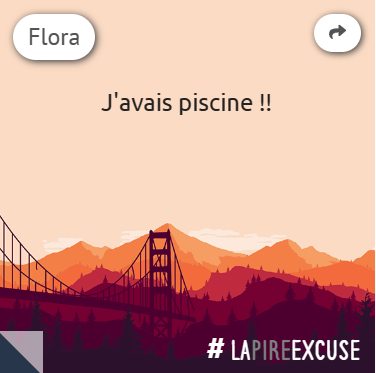 Flora
J'avais piscine !!
# LAPIREEXCUSE